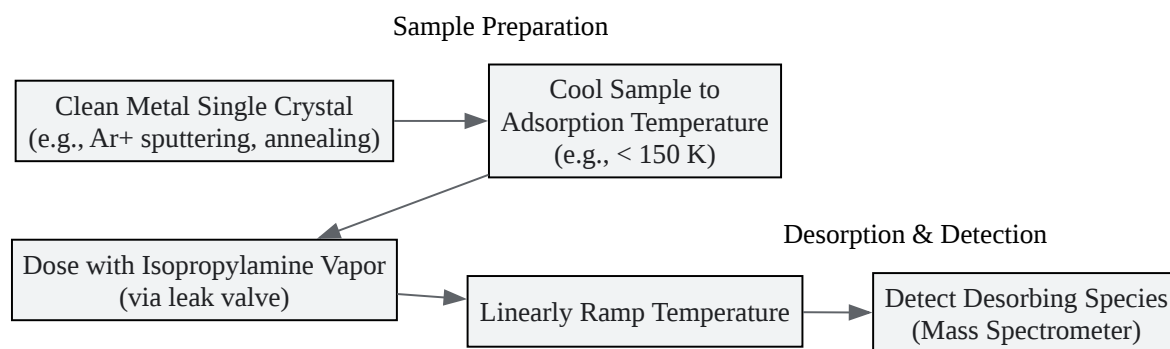 Sample Preparation
Clean Metal Single Crystal
(e.g., Ar+ sputtering, annealing)
Cool Sample to
Adsorption Temperature
(e.g., < 150 K)
Dose with Isopropylamine Vapor
(via leak valve)
Desorption & Detection
Linearly Ramp Temperature
Detect Desorbing Species
(Mass Spectrometer)